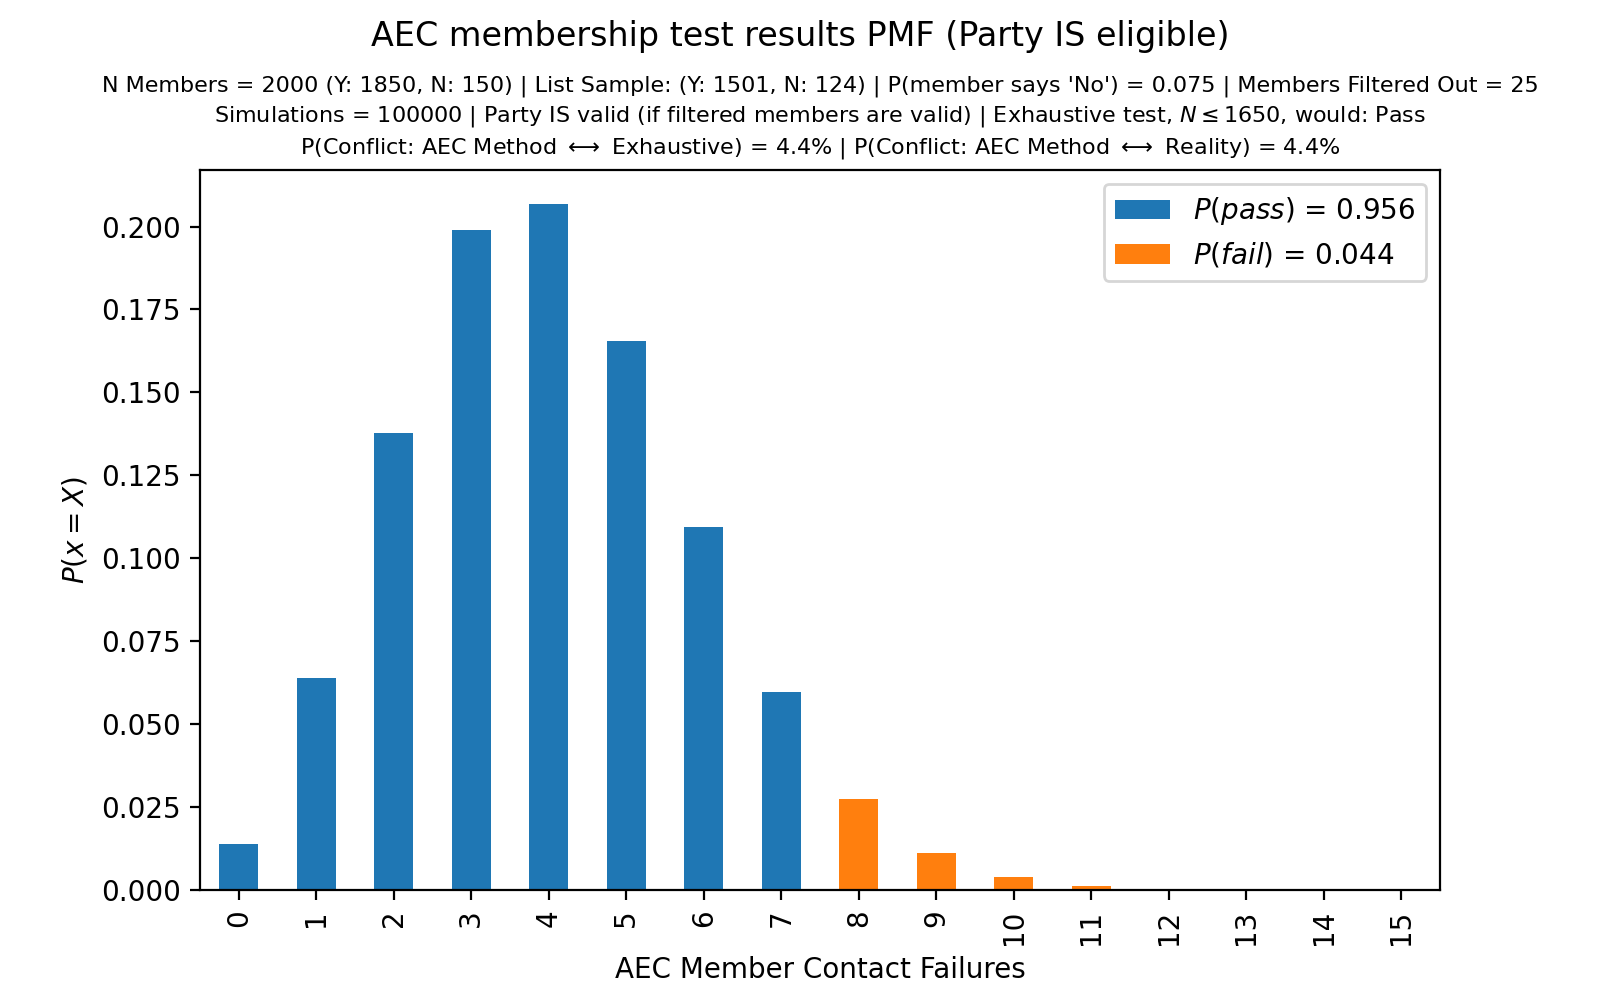 AEC membership test results PMF (Party IS eligible)
N Members = 2000 (Y: 1850, N: 150) | List Sample: (Y: 1501, N: 124) | P(member says 'No') = 0.075 | Members Filtered Out = 25
Simulations = 100000 | Party IS valid (if filtered members are valid) | Exhaustive test, N ≤ 1650, would: Pass
P(Conflict: AEC Method ⟷ Exhaustive) = 4.4% | P(Conflict: AEC Method ⟷ Reality) = 4.4%
P(pass) = 0.956
P(fail) = 0.044
0.200
0.175
0.150
0.125
0.100
0.075
0.050
0.025
0.000
P(x = X)
0 1 2 3 4 5 6 7 8 9 10 11 12 13 14 15
AEC Member Contact Failures